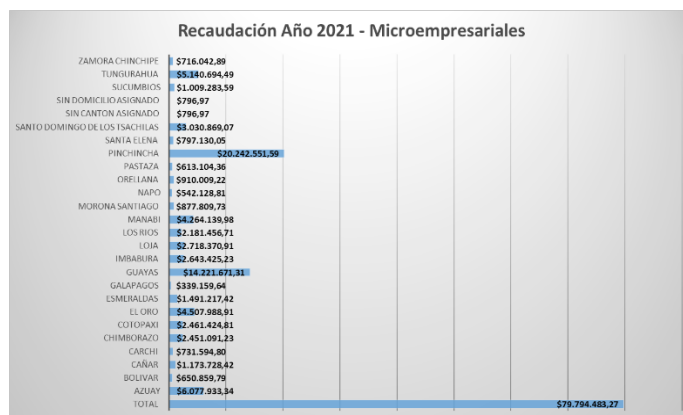 Recaudación Año 2021 - Microempresariales
ZAMORA CHINCHIPE $716.042,89
TUNGURAHUA $5.140.694,49
SUCUMBIOS $1.009.283,59
SIN DOMICILIO ASIGNADO $796,97
SIN CANTON ASIGNADO $796,97
SANTO DOMINGO DE LOS TSACHILAS $3.030.869,07
SANTA ELENA $797.130,05
PINCHINCHA $20.242.551,59
PASTAZA $613.104,36
ORELLANA $910.009,22
NAPO $542.128,81
MORONA SANTIAGO $877.809,73
MANABI $4.264.139,98
LOS RIOS $2.181.456,71
LOJA $2.718.370,91
IMBABURA $2.643.425,23
GUAYAS $14.221.671,31
GALAPAGOS $339.159,64
ESMERALDAS $1.491.217,42
EL ORO $4.507.988,91
COTOPAXI $2.461.424,81
CHIMBORAZO $2.451.091,23
CARCHI $731.594,80
CAÑAR $1.173.728,42
BOLIVAR $650.859,79
AZUAY $6.077.933,34
TOTAL $79.794.483,27